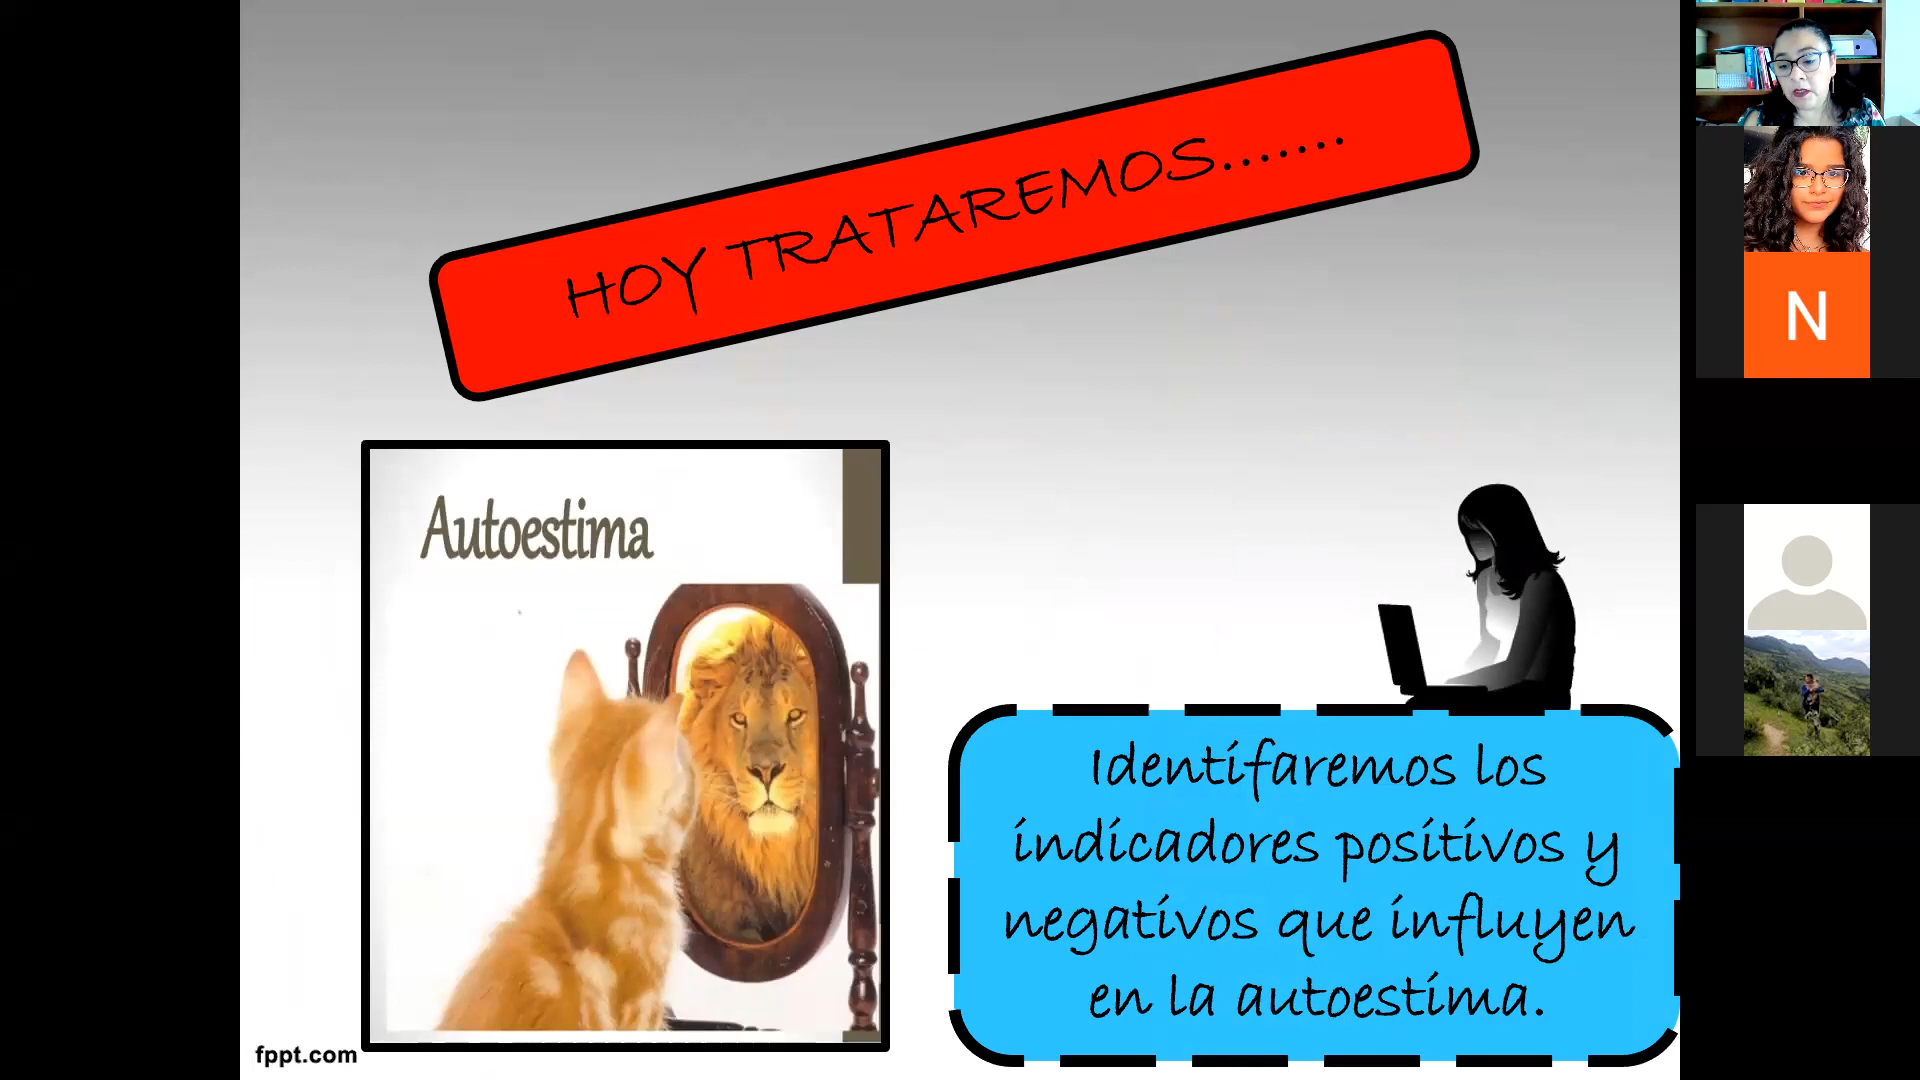 HOY TRATAREMOS.......
N
Autoestima
Identifaremos los
indicadores positivos y
negativos que influyen
en la autoestima.
fppt.com